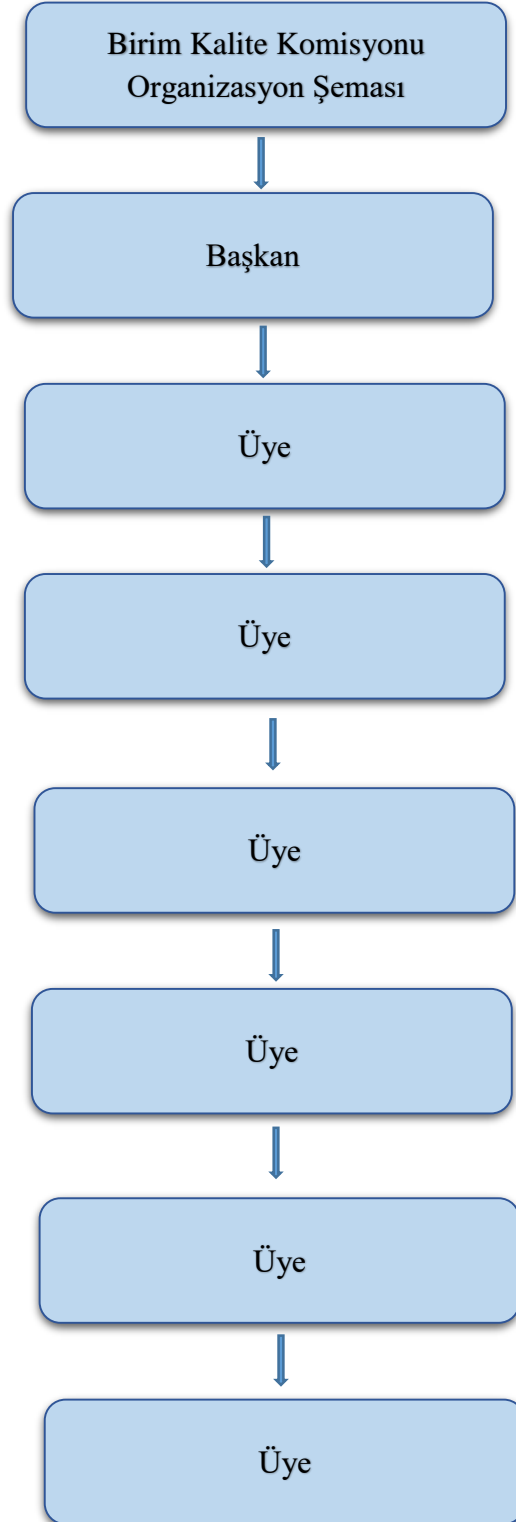 Birim Kalite Komisyonu
Organizasyon Şeması
Başkan
Üye
Üye
Üye
Üye
Üye
Üye